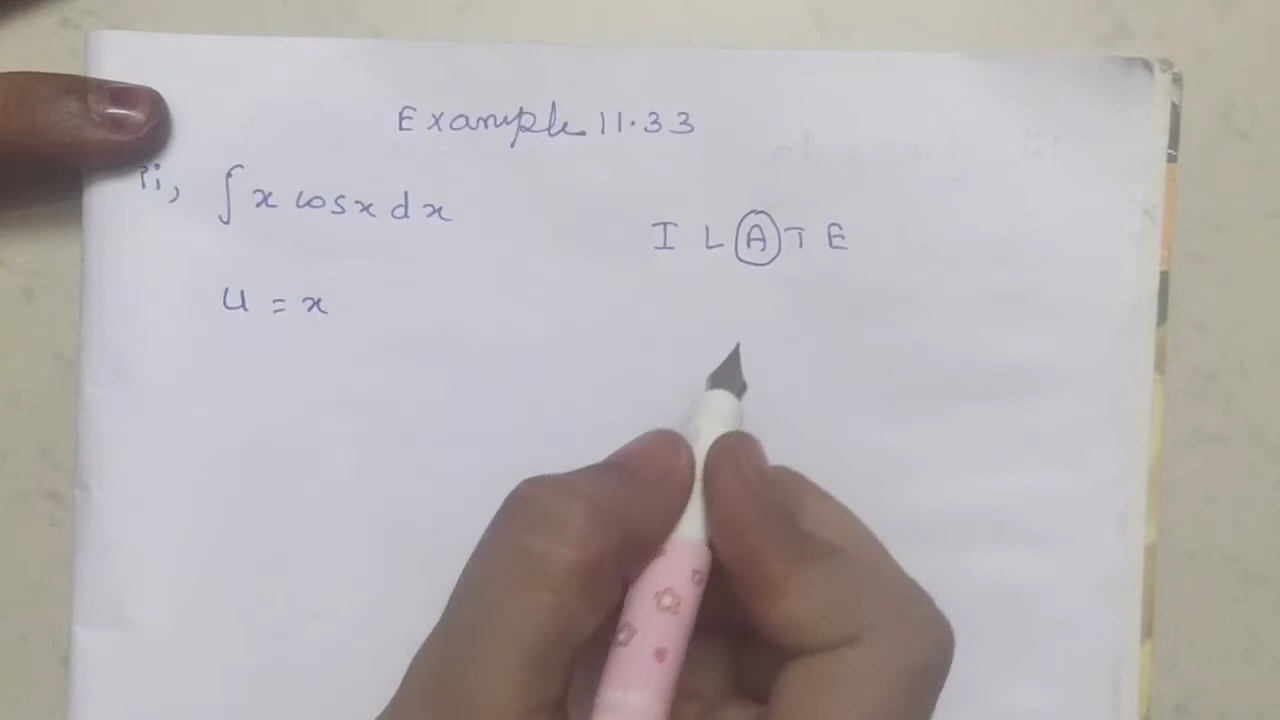 Example 11.33
ii, ∫ x cosx dx
I L A T E
u = x